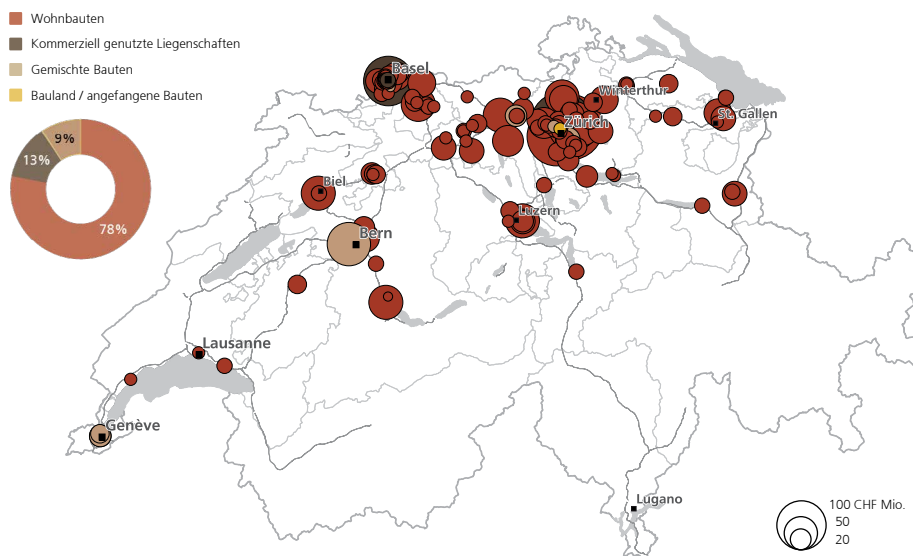 Wohnbauten
Kommerziell genutzte Liegenschaften
Gemischte Bauten
Bauland / angefangene Bauten
9%
13%
78%
Basel
Winterthur
Zürich
St. Gallen
Biel
Luzern
Bern
Lausanne
Genève
Lugano
100 CHF Mio.
50
20